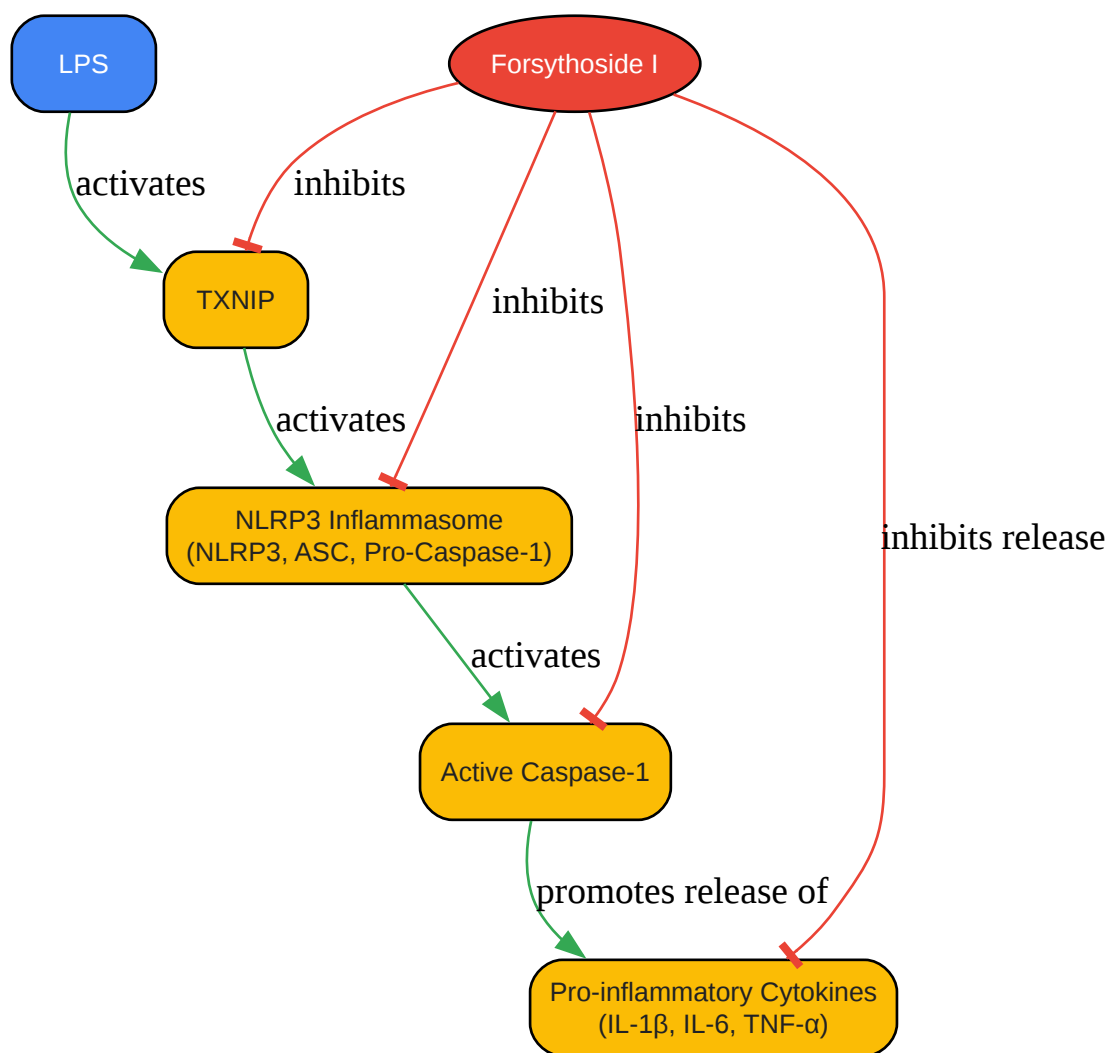 LPS
Forsythoside I
activates
inhibits
TXNIP
inhibits
activates
inhibits
NLRP3 Inflammasome
(NLRP3, ASC, Pro-Caspase-1)
inhibits release
activates
Active Caspase-1
promotes release of
Pro-inflammatory Cytokines
(IL-1β, IL-6, TNF-α)